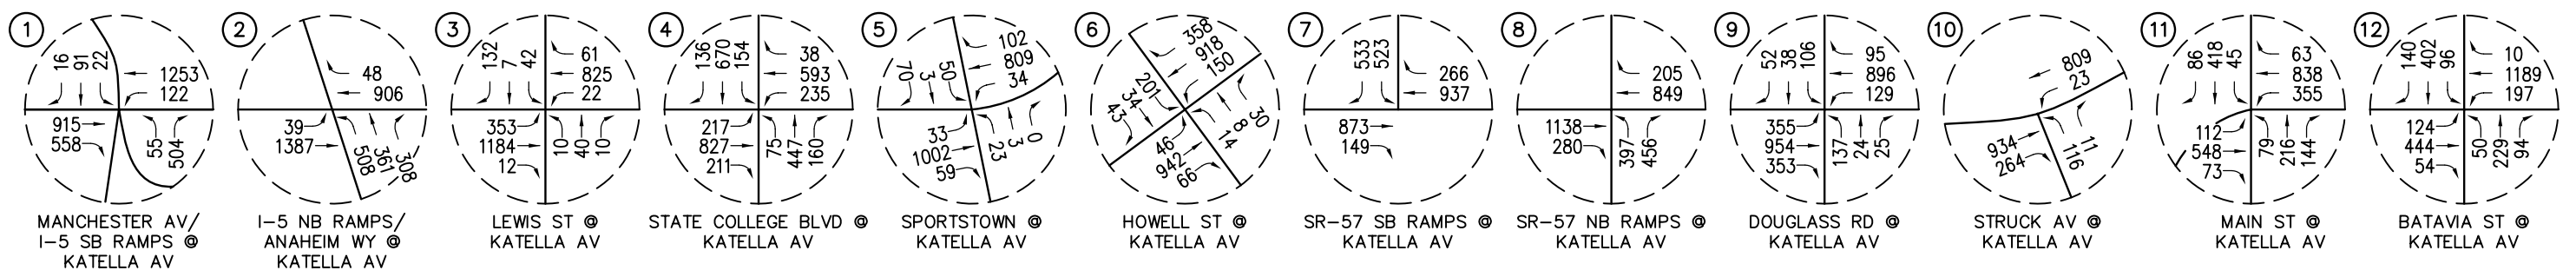 1
16 91 22
1253
122
915
558
55 504
MANCHESTER AV/
I-5 SB RAMPS @
KATELLA AV
2
48
906
39
1387
508 361 308
I-5 NB RAMPS/
ANAHEIM WY @
KATELLA AV
3
132 7 42
61
825
22
353
1184
12
10 40 10
LEWIS ST @
KATELLA AV
4
136 670 154
38
593
235
217
827
211
75 447 160
STATE COLLEGE BLVD @
KATELLA AV
5
70 3 50
102
809
34
33
1002
59
23 3 0
SPORTSTOWN @
KATELLA AV
6
358
918
150
201
34
43
46
942
66
14 8 30
HOWELL ST @
KATELLA AV
7
533 523
266
937
873
149
SR-57 SB RAMPS @
KATELLA AV
8
205
849
1138
280
397 456
SR-57 NB RAMPS @
KATELLA AV
9
52 38 106
95
896
129
355
954
353
137 24 25
DOUGLASS RD @
KATELLA AV
10
809
23
934
264
116 11
STRUCK AV @
KATELLA AV
11
86 418 45
63
838
355
112
548
73
79 216 144
MAIN ST @
KATELLA AV
12
140 402 96
10
1189
197
124
444
54
50 229 94
BATAVIA ST @
KATELLA AV